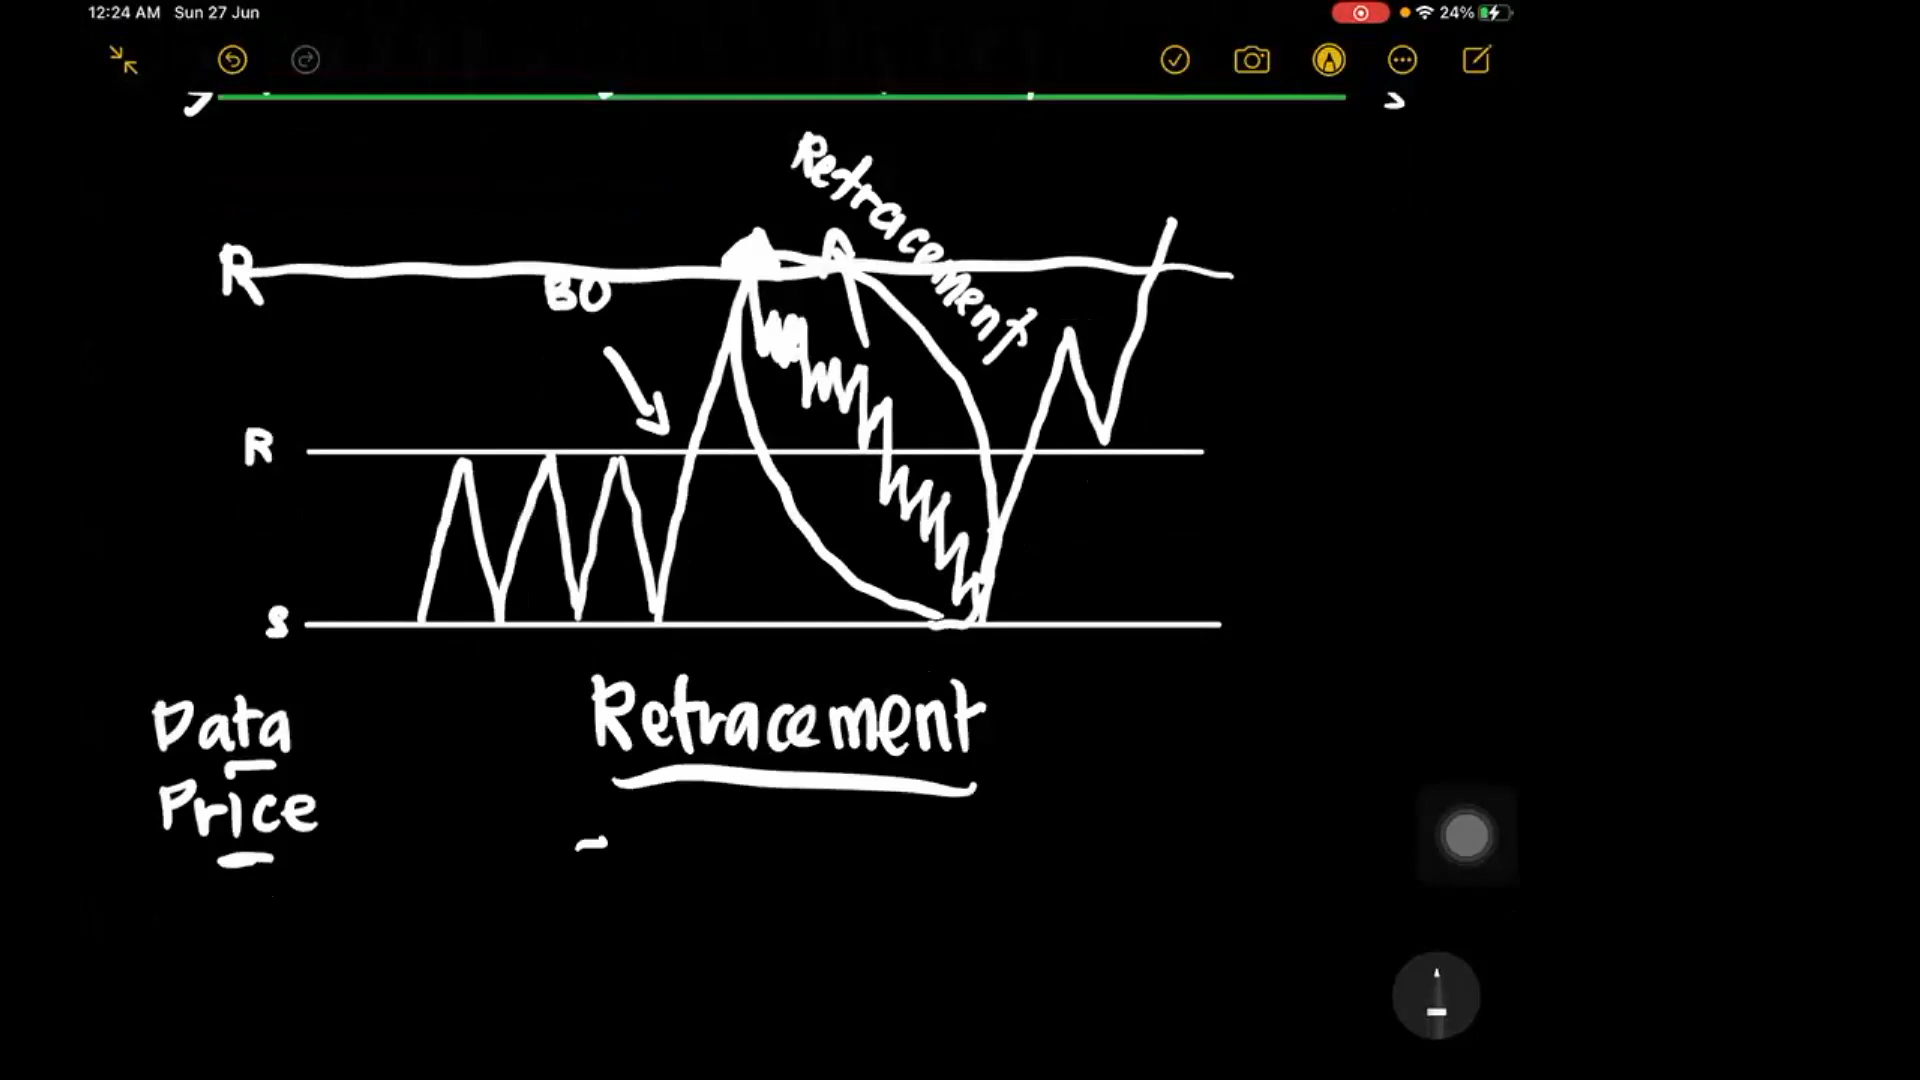 12:24 AM Sun 27 Jun
24%
Retracement
R
BO
R
S
Data
Retracement
Price